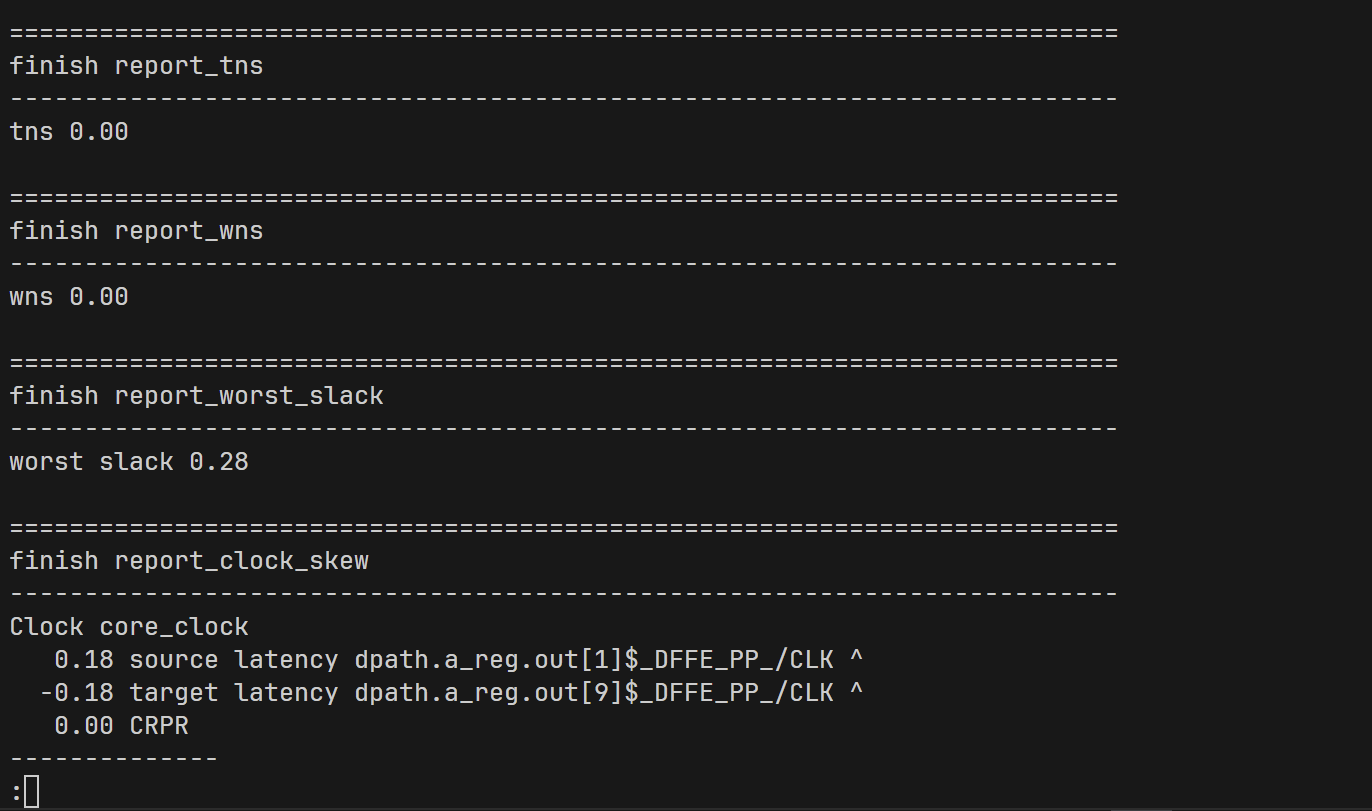 ==========================================================================
finish report_tns
--------------------------------------------------------------------------
tns 0.00
==========================================================================
finish report_wns
--------------------------------------------------------------------------
wns 0.00
==========================================================================
finish report_worst_slack
--------------------------------------------------------------------------
worst slack 0.28
==========================================================================
finish report_clock_skew
--------------------------------------------------------------------------
Clock core_clock
   0.18 source latency dpath.a_reg.out[1]$_DFFE_PP_/CLK ^
  -0.18 target latency dpath.a_reg.out[9]$_DFFE_PP_/CLK ^
   0.00 CRPR
--------------
: